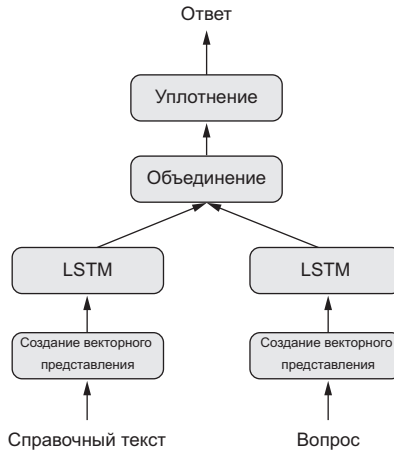 Ответ
Уплотнение
Объединение
LSTM
LSTM
Создание векторного
представления
Создание векторного
представления
Справочный текст
Вопрос